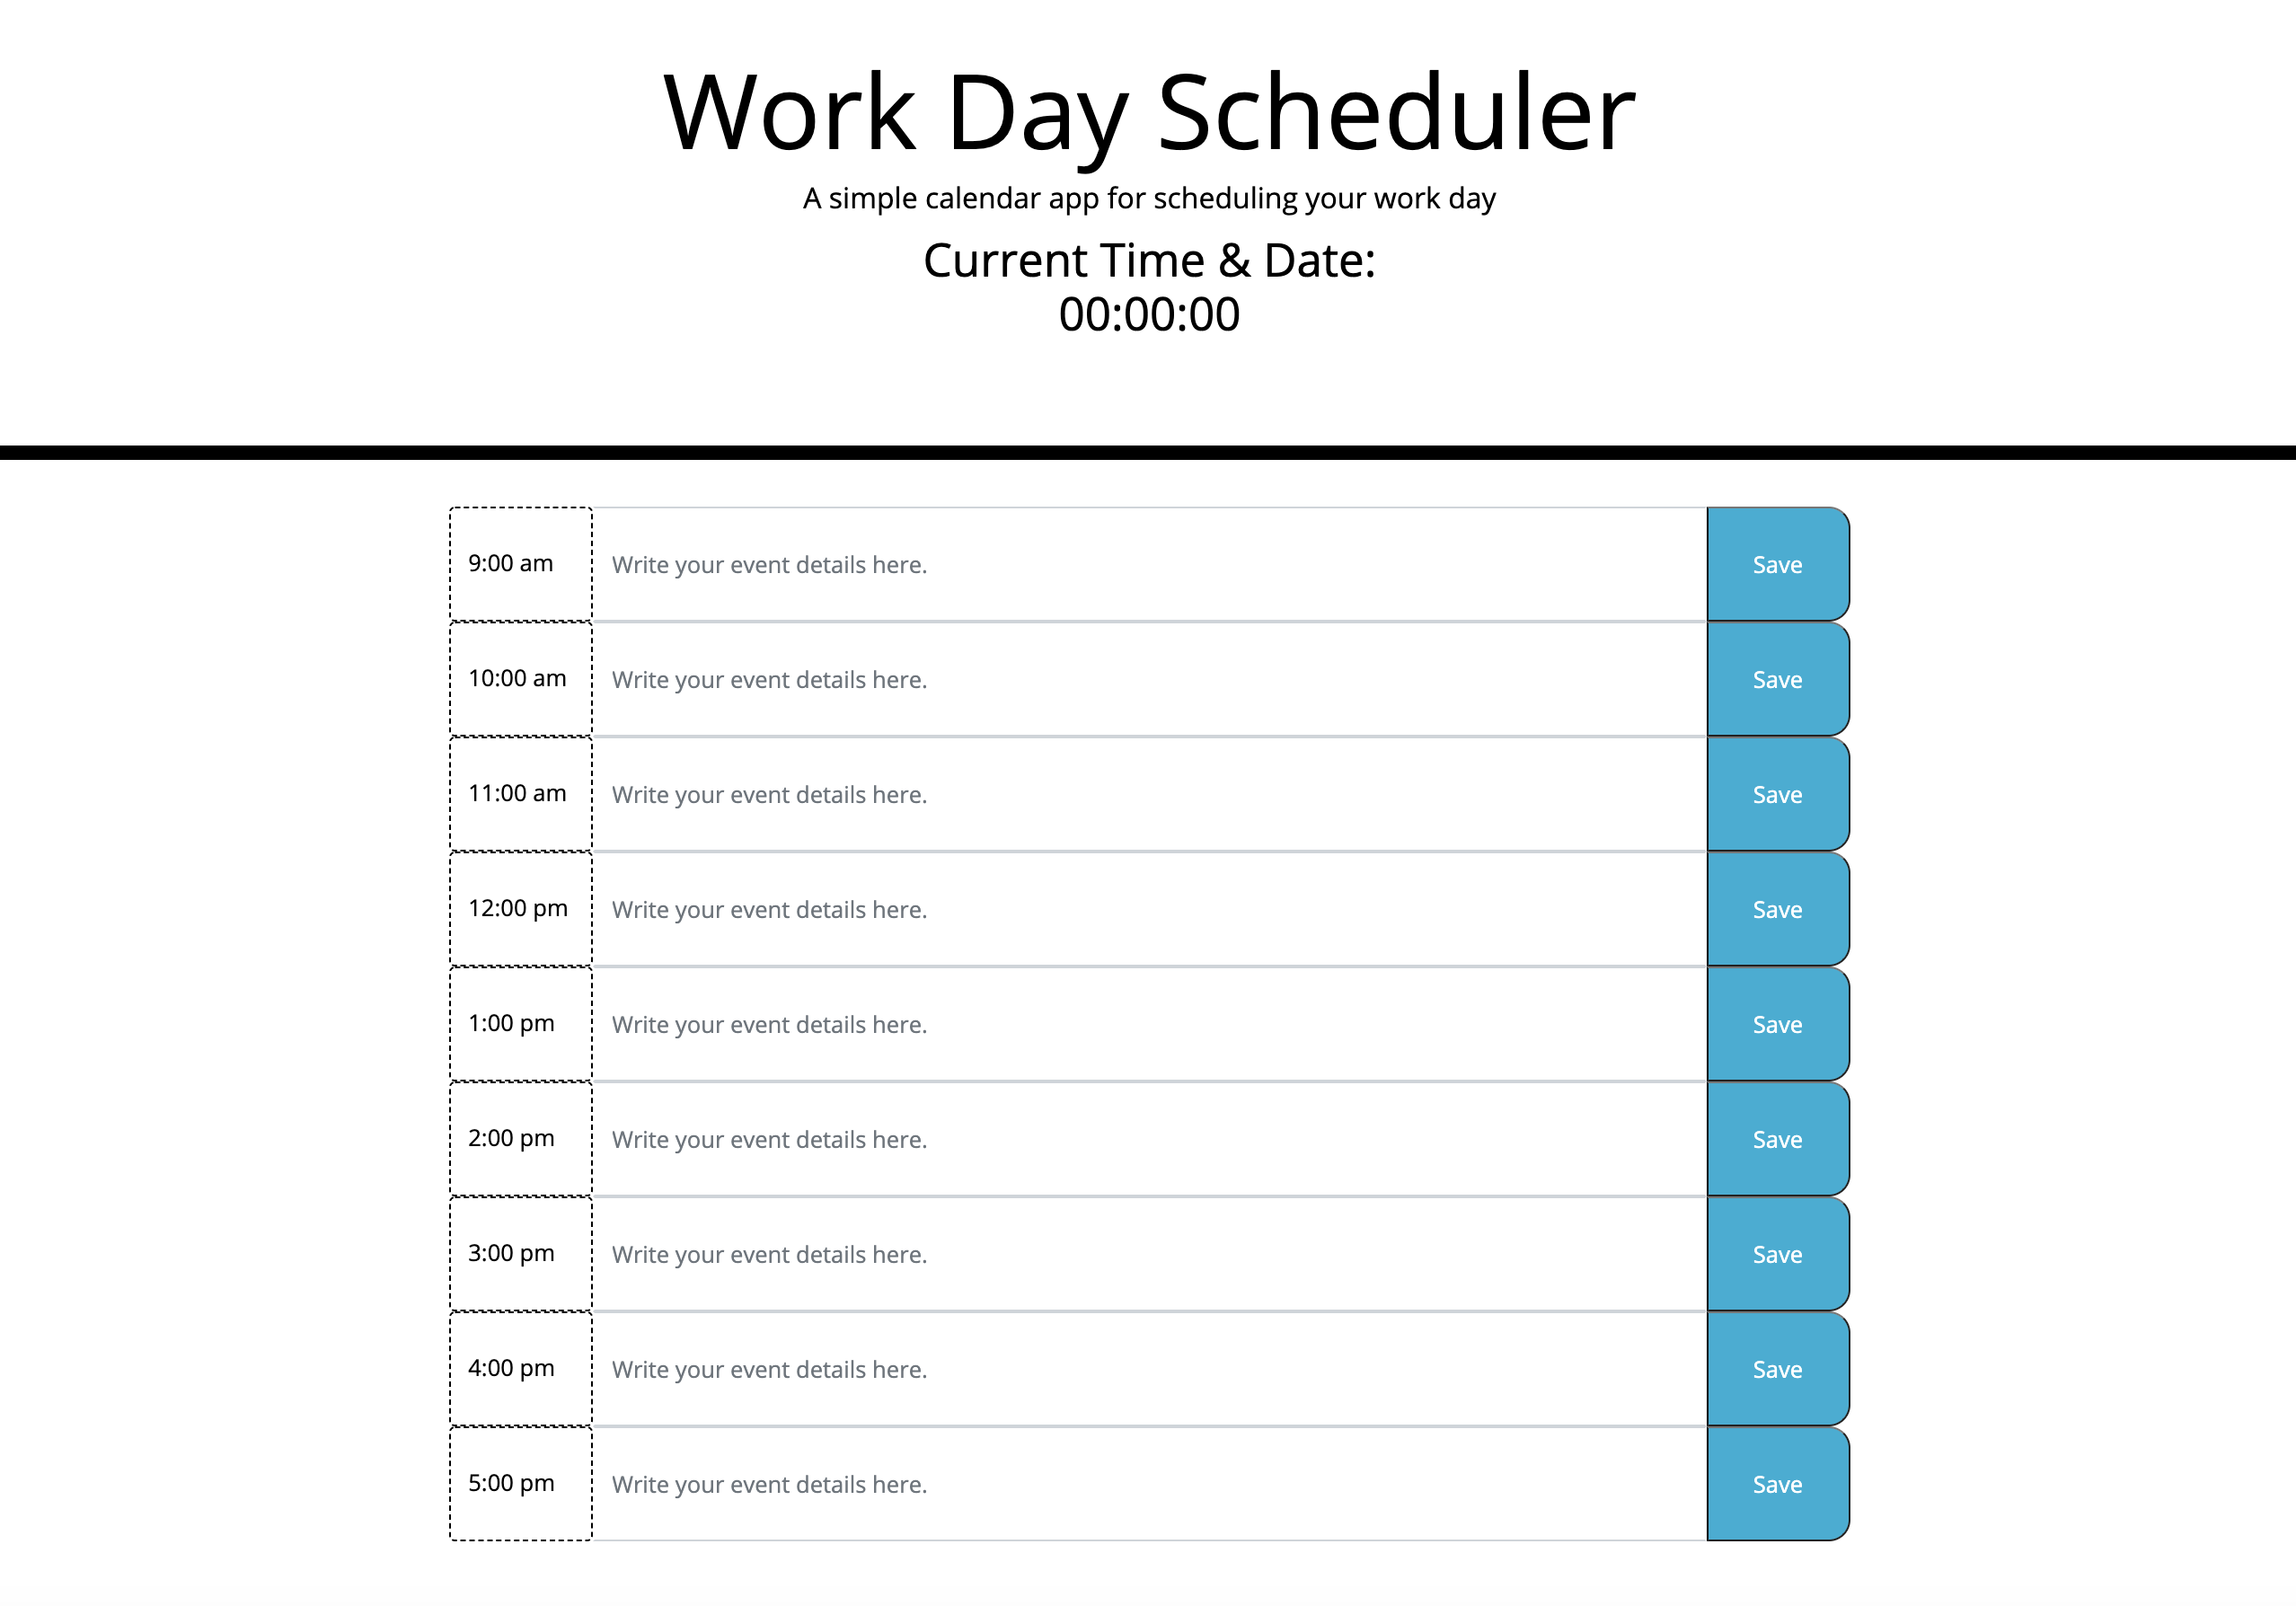 Work Day Scheduler
A simple calendar app for scheduling your work day
Current Time & Date:
00:00:00
9:00 am Write your event details here. Save
10:00 am Write your event details here. Save
11:00 am Write your event details here. Save
12:00 pm Write your event details here. Save
1:00 pm Write your event details here. Save
2:00 pm Write your event details here. Save
3:00 pm Write your event details here. Save
4:00 pm Write your event details here. Save
5:00 pm Write your event details here. Save